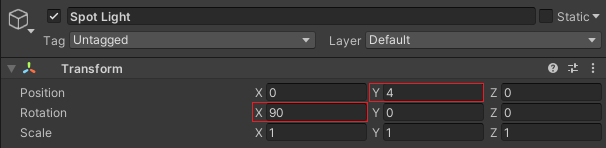 Spot Light Static
Tag Untagged Layer Default
Transform
Position X 0 Y 4 Z 0
Rotation X 90 Y 0 Z 0
Scale X 1 Y 1 Z 1